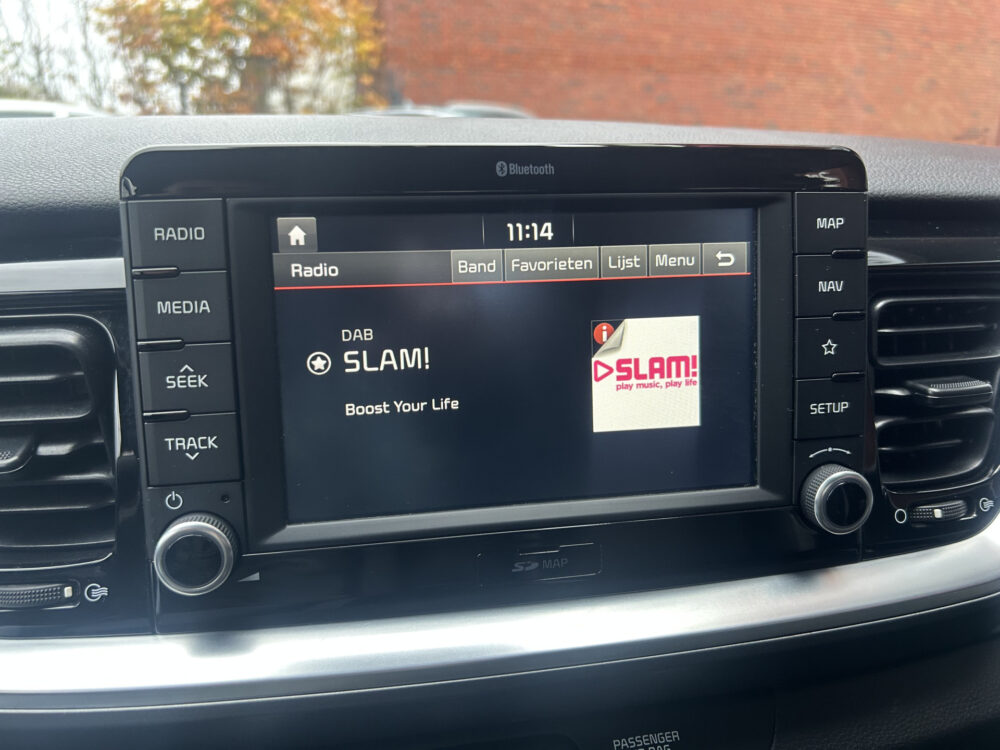 Bluetooth
RADIO
MEDIA
SEEK
TRACK
11:14
Radio
Band
Favorieten
Lijst
Menu
DAB
SLAM!
Boost Your Life
i
SLAM!
play music, play life
MAP
NAV
SETUP
SD MAP
PASSENGER